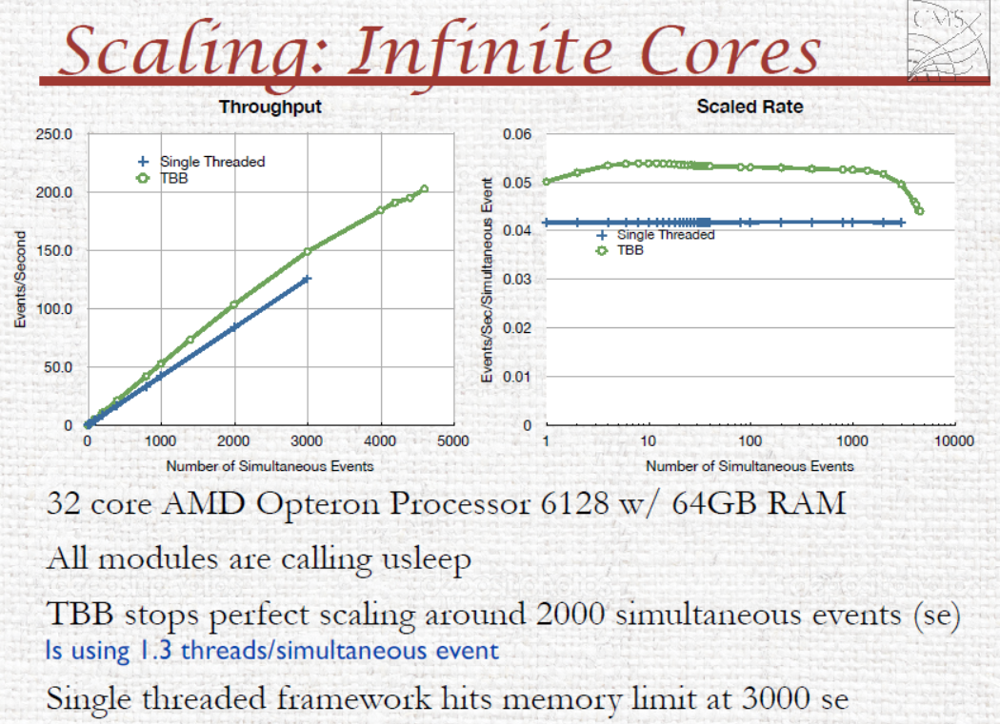 Scaling: Infinite Cores
CMS
Throughput
250.0
200.0
150.0
100.0
50.0
0
Events/Second
Single Threaded
TBB
0
1000
2000
3000
4000
5000
Number of Simultaneous Events
Scaled Rate
0.06
0.05
0.04
0.03
0.02
0.01
0
Events/Sec/Simultaneous Event
Single Threaded
TBB
1
10
100
1000
10000
Number of Simultaneous Events
32 core AMD Opteron Processor 6128 w/ 64GB RAM
All modules are calling usleep
TBB stops perfect scaling around 2000 simultaneous events (se)
Is using 1.3 threads/simultaneous event
Single threaded framework hits memory limit at 3000 se